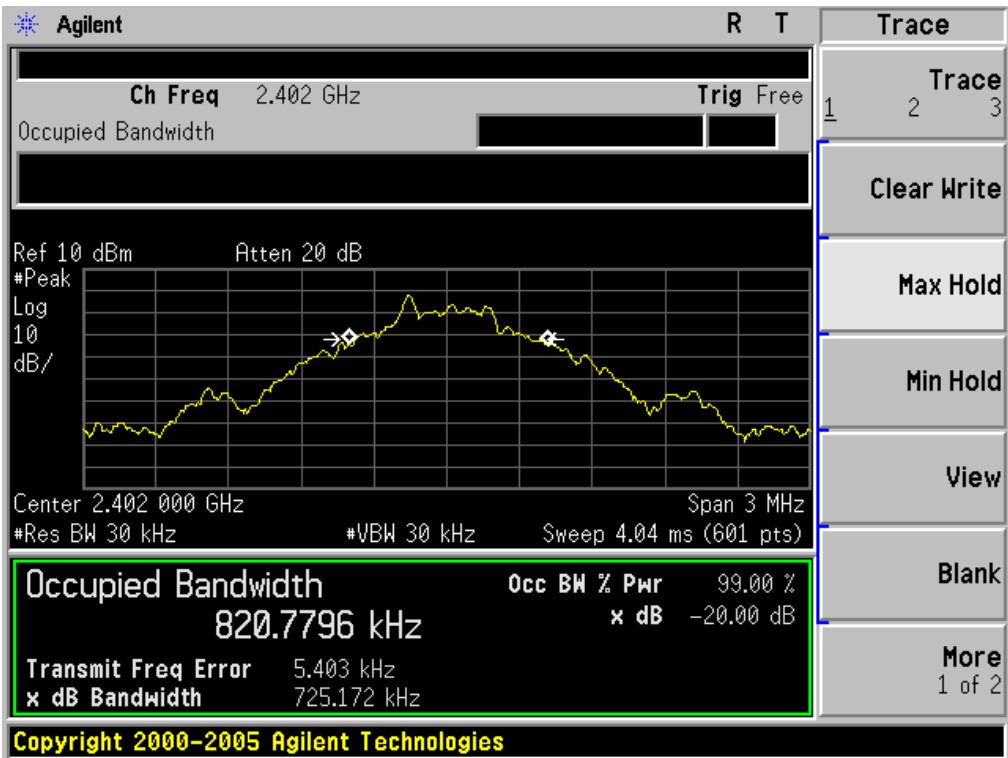 Agilent R T Trace
Ch Freq 2.402 GHz Trig Free
Occupied Bandwidth
Trace
1 2 3
Clear Write
Max Hold
Min Hold
View
Blank
More
1 of 2
Ref 10 dBm Atten 20 dB
#Peak
Log
10
dB/
Center 2.402 000 GHz Span 3 MHz
#Res BW 30 kHz #VBW 30 kHz Sweep 4.04 ms (601 pts)
Occupied Bandwidth Occ BW % Pwr 99.00 %
820.7796 kHz x dB -20.00 dB
Transmit Freq Error 5.403 kHz
x dB Bandwidth 725.172 kHz
Copyright 2000-2005 Agilent Technologies